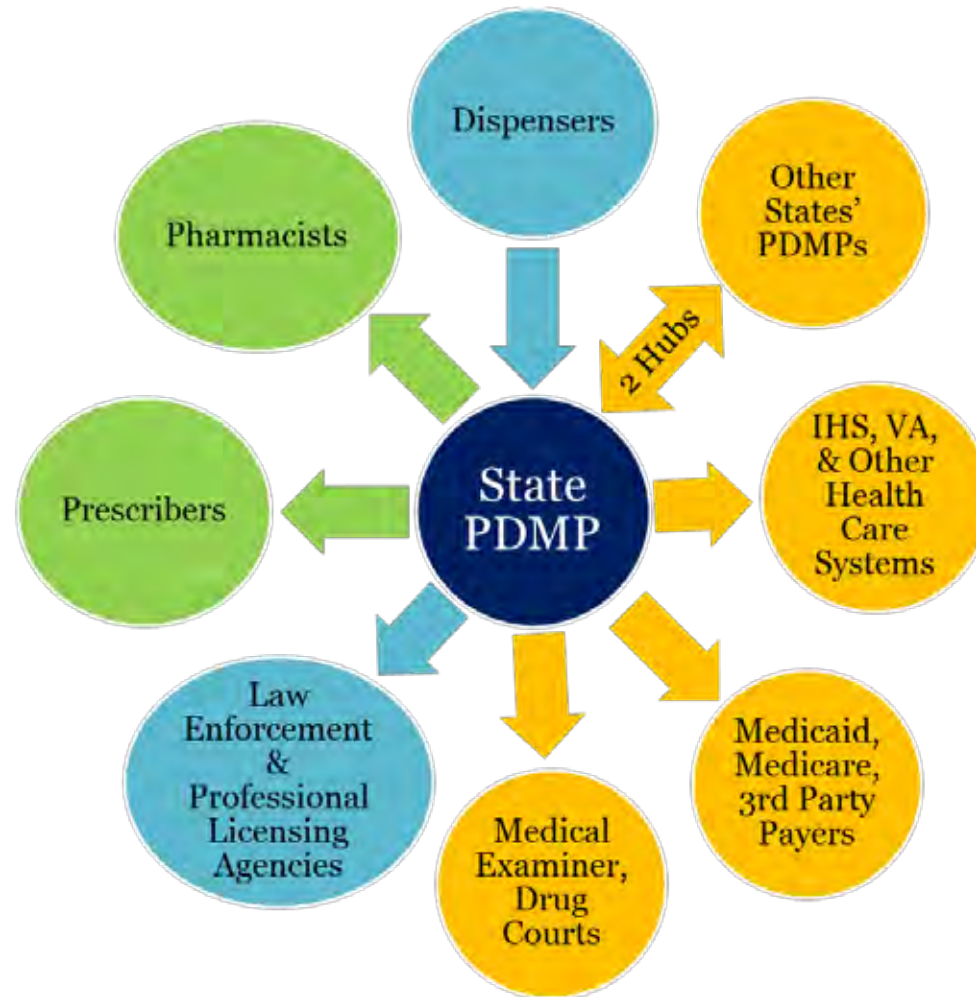 Dispensers
Other
States'
PDMPs
2 Hubs
IHS, VA,
& Other
Health
Care
Systems
Medicaid,
Medicare,
3rd Party
Payers
Medical
Examiner,
Drug
Courts
Law
Enforcement
&
Professional
Licensing
Agencies
Prescribers
Pharmacists
State
PDMP